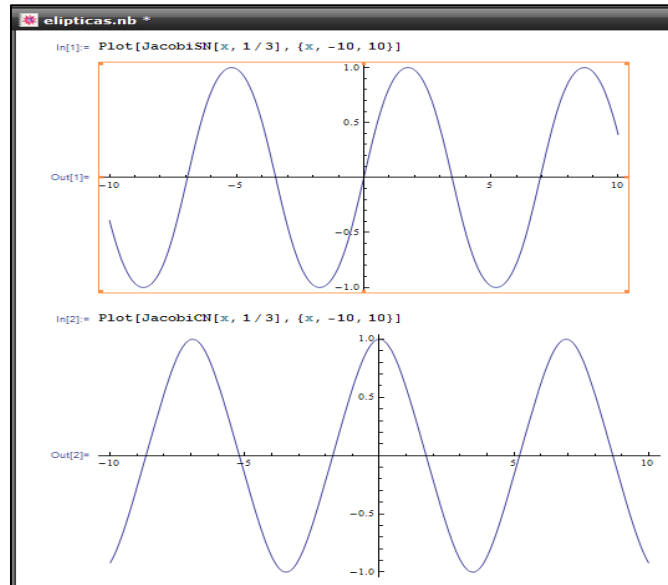 elipticas.nb *
In[1]:= Plot[JacobiSN[x, 1/3], {x, -10, 10}]
1.0
0.5
Out[1]=
-10 -5 5 10
-0.5
-1.0
In[2]:= Plot[JacobiCN[x, 1/3], {x, -10, 10}]
1.0
0.5
Out[2]=
-10 -5 5 10
-0.5
-1.0